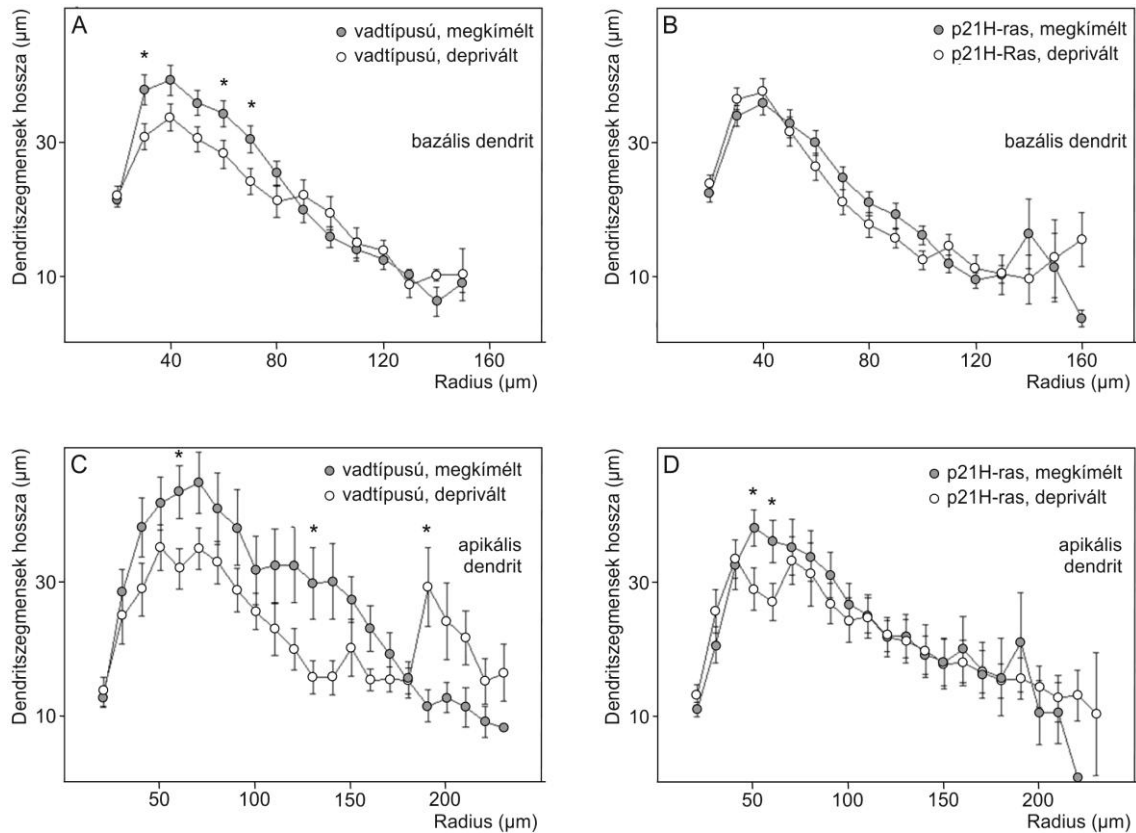 A
vadtípusú, megkímélt
vadtípusú, deprivált
*
*
*
bazális dendrit
Dendritszegmensek hossza (µm)
30
10
40
80
120
160
Radius (µm)
B
p21H-ras, megkímélt
p21H-Ras, deprivált
bazális dendrit
Dendritszegmensek hossza (µm)
30
10
40
80
120
160
Radius (µm)
C
vadtípusú, megkímélt
vadtípusú, deprivált
*
*
*
apikális
dendrit
Dendritszegmensek hossza (µm)
30
10
50
100
150
200
Radius (µm)
D
p21H-ras, megkímélt
p21H-ras, deprivált
*
*
apikális
dendrit
Dendritszegmensek hossza (µm)
30
10
50
100
150
200
Radius (µm)